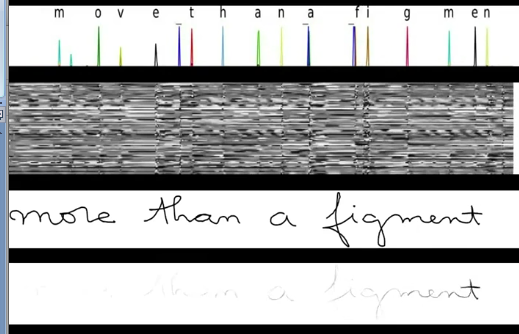 m o v e _ t h a n _ a _ f i g m e n
more than a figment
than a figment